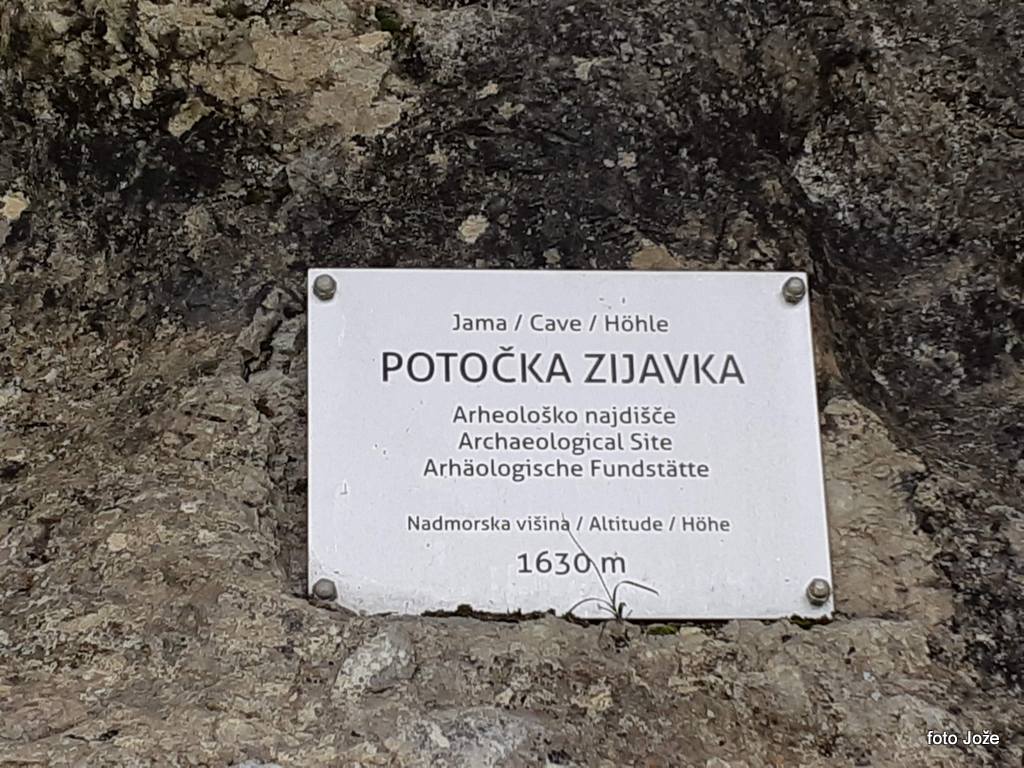 Jama / Cave / Höhle
POTOČKA ZIJAVKA
Arheološko najdišče
Archaeological Site
Arhäologische Fundstätte
Nadmorska višina / Altitude / Höhe
1630 m
foto Jože